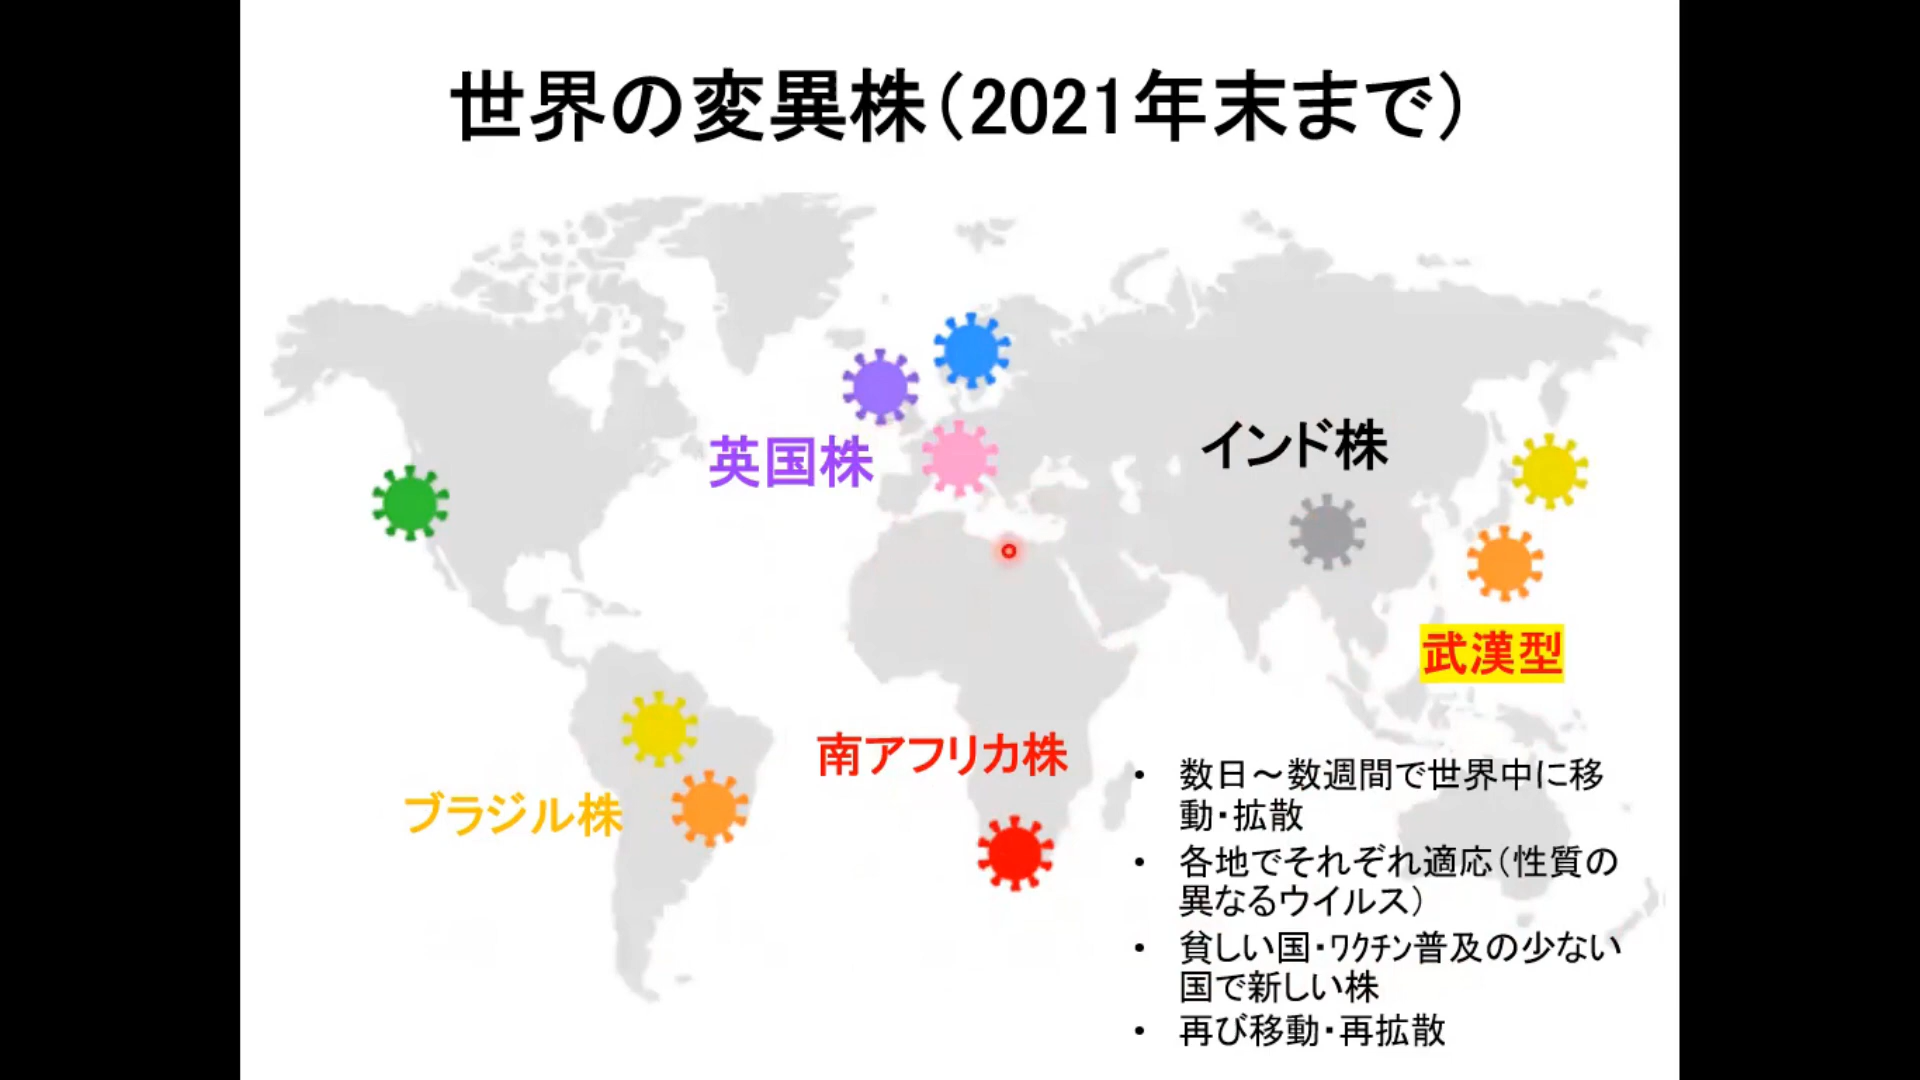 世界の変異株（2021年末まで）
英国株
インド株
武漢型
南アフリカ株
ブラジル株
• 数日～数週間で世界中に移
動・拡散
• 各地でそれぞれ適応（性質の
異なるウイルス）
• 貧しい国・ﾜｸﾁﾝ普及の少ない
国で新しい株
• 再び移動・再拡散